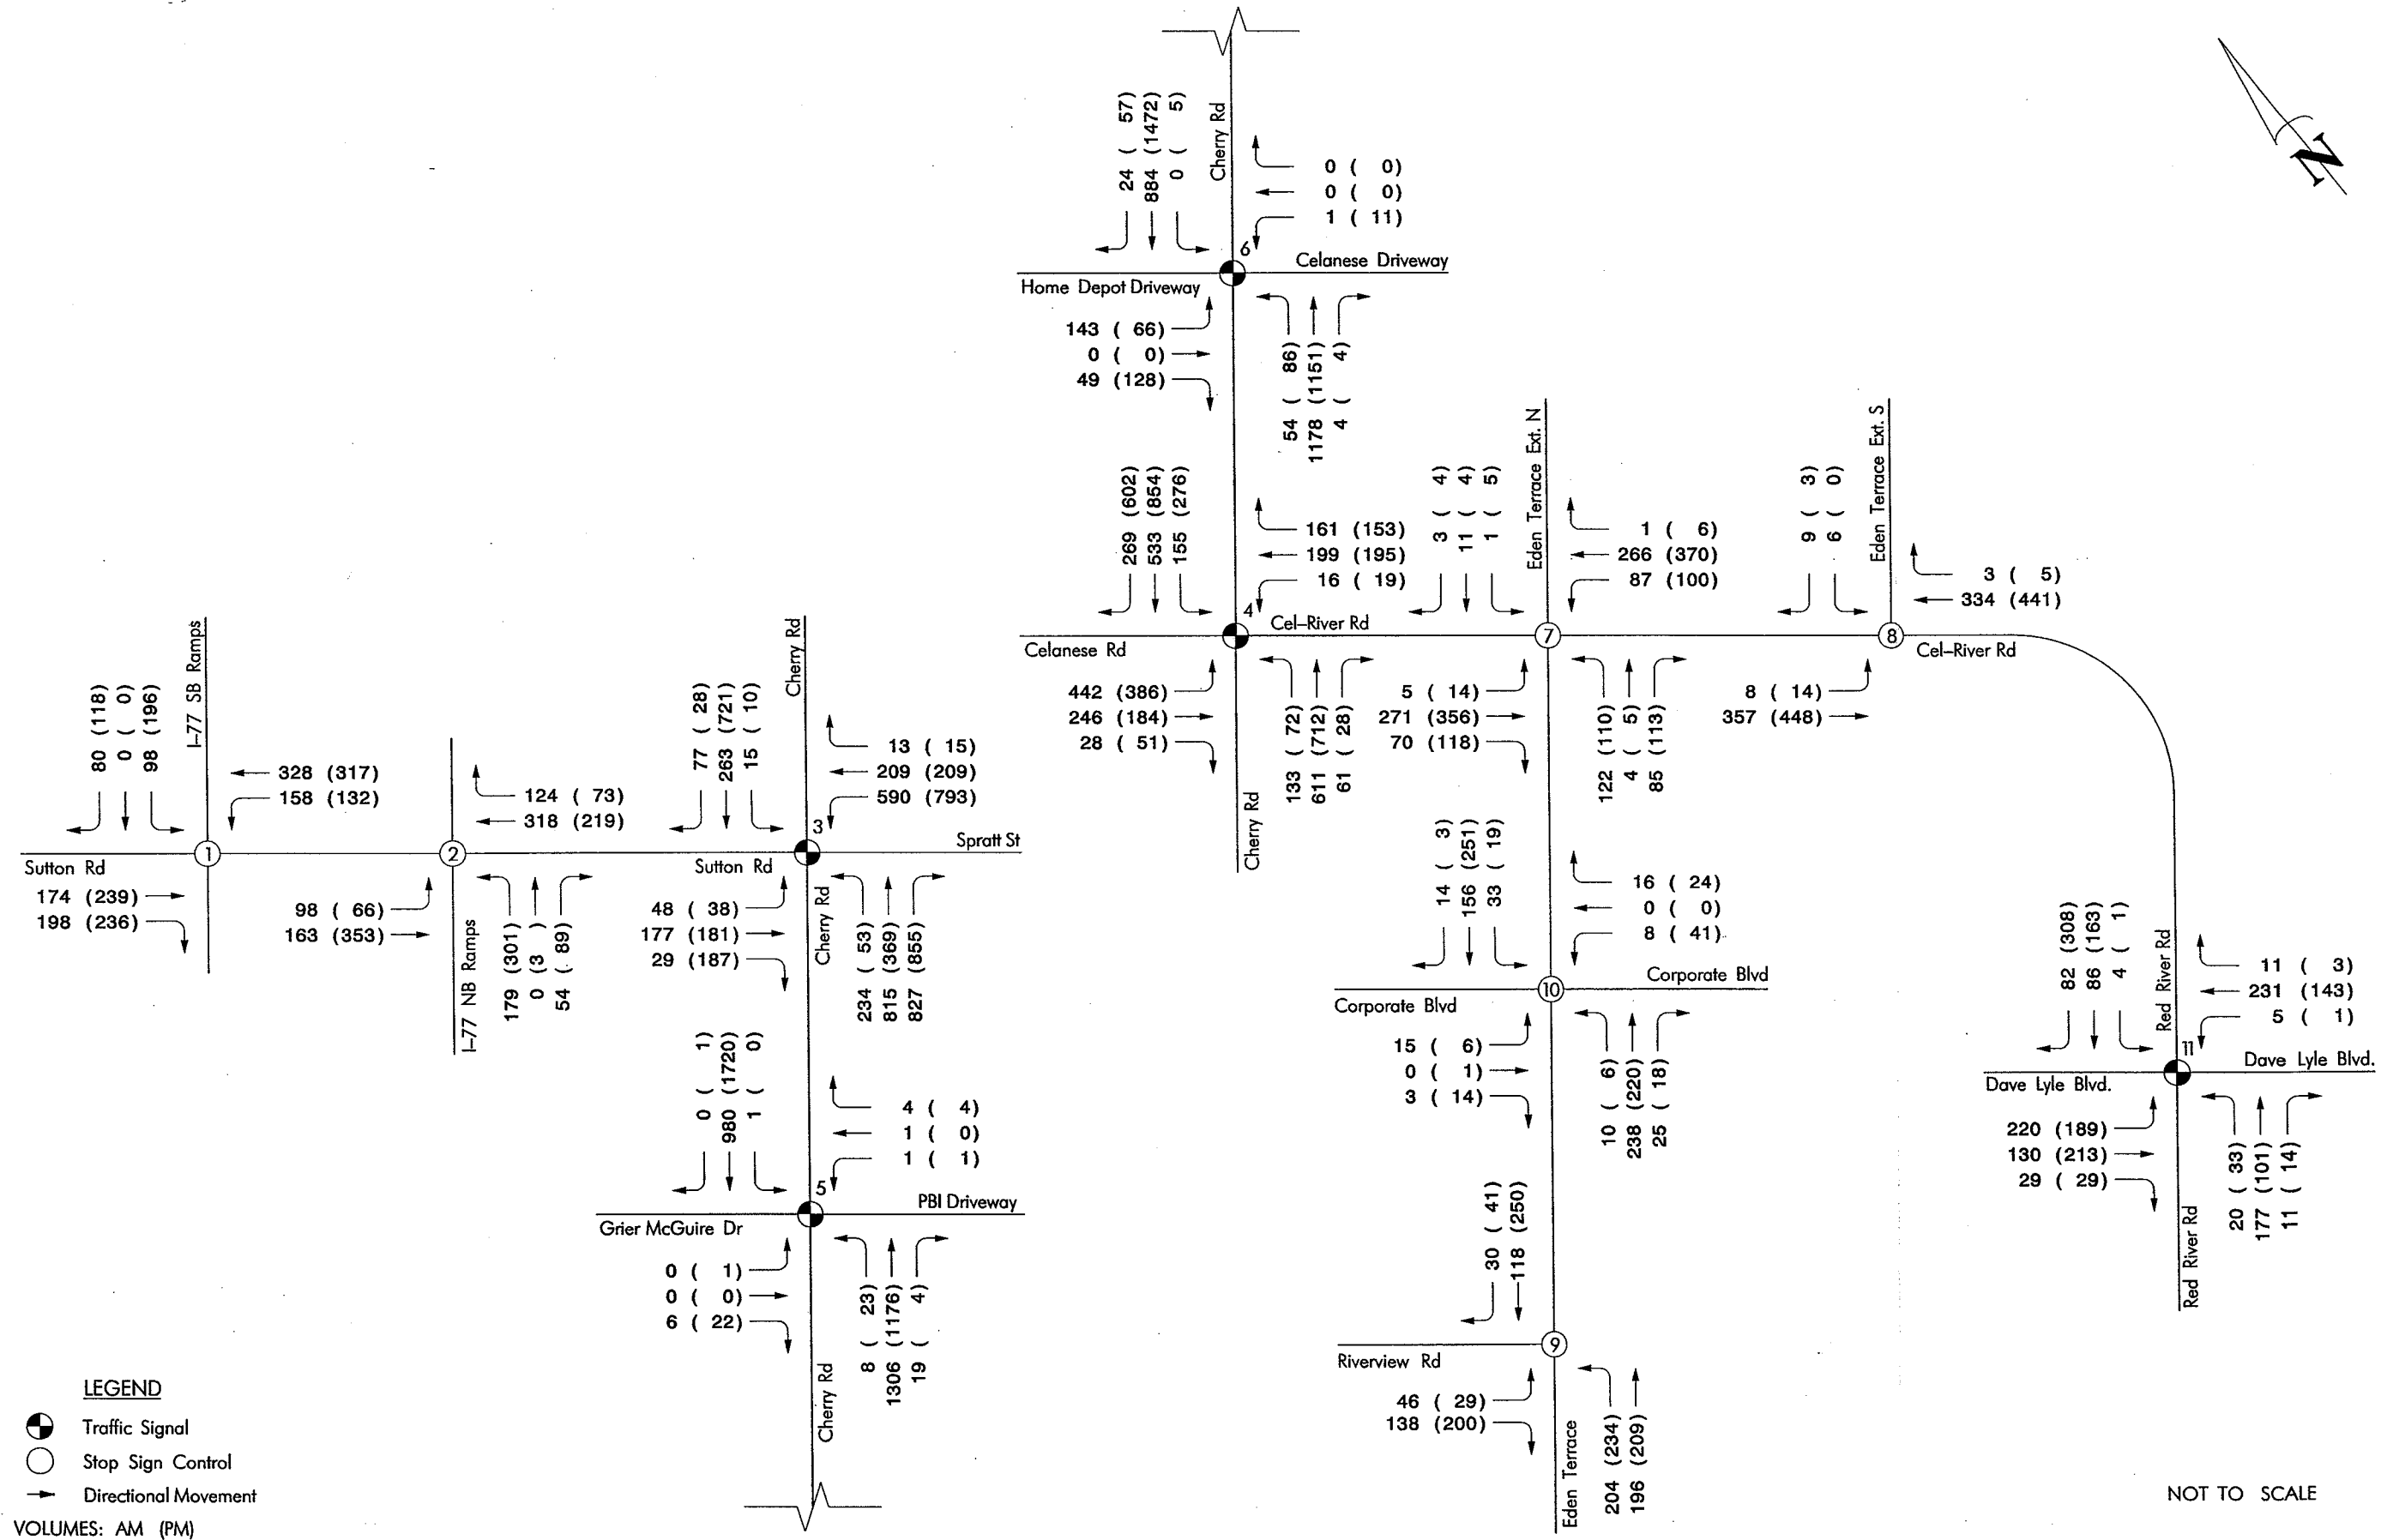 Cherry Rd
24 ( 57)
884 (1472)
0 ( 5)
0 ( 0)
0 ( 0)
1 ( 11)
6
Celanese Driveway
Home Depot Driveway
143 ( 66)
0 ( 0)
49 (128)
54 ( 86)
1178 (1151)
4 ( 4)
N
269 (602)
533 (854)
155 (276)
161 (153)
199 (195)
16 ( 19)
4
Cel-River Rd
Celanese Rd
442 (386)
246 (184)
28 ( 51)
133 ( 72)
611 (712)
61 ( 28)
Cherry Rd
3 ( 4)
11 ( 4)
1 ( 5)
Eden Terrace Ext. N
1 ( 6)
266 (370)
87 (100)
7
5 ( 14)
271 (356)
70 (118)
122 (110)
4 ( 5)
85 (113)
9 ( 3)
6 ( 0)
Eden Terrace Ext. S
3 ( 5)
334 (441)
8
Cel-River Rd
8 ( 14)
357 (448)
80 (118)
0 ( 0)
98 (196)
I-77 SB Ramps
328 (317)
158 (132)
1
Sutton Rd
174 (239)
198 (236)
124 ( 73)
318 (219)
2
98 ( 66)
163 (353)
I-77 NB Ramps
179 (301)
0 (3 )
54 ( 89)
77 ( 28)
263 (721)
15 ( 10)
Cherry Rd
13 ( 15)
209 (209)
590 (793)
3
Spratt St
Sutton Rd
48 ( 38)
177 (181)
29 (187)
Cherry Rd
234 ( 53)
815 (369)
827 (855)
0 ( 1)
980 (1720)
1 ( 0)
4 ( 4)
1 ( 0)
1 ( 1)
5
PBI Driveway
Grier McGuire Dr
0 ( 1)
0 ( 0)
6 ( 22)
Cherry Rd
8 ( 23)
1306 (1176)
19 ( 4)
14 ( 3)
156 (251)
33 ( 19)
16 ( 24)
0 ( 0)
8 ( 41)
Corporate Blvd
10
Corporate Blvd
15 ( 6)
0 ( 1)
3 ( 14)
10 ( 6)
238 (220)
25 ( 18)
30 ( 41)
118 (250)
9
Riverview Rd
46 ( 29)
138 (200)
Eden Terrace
204 (234)
196 (209)
82 (308)
86 (163)
4 ( 1)
Red River Rd
11 ( 3)
231 (143)
5 ( 1)
11
Dave Lyle Blvd.
Dave Lyle Blvd.
220 (189)
130 (213)
29 ( 29)
Red River Rd
20 ( 33)
177 (101)
11 ( 14)
LEGEND
Traffic Signal
Stop Sign Control
Directional Movement
VOLUMES: AM (PM)
NOT TO SCALE